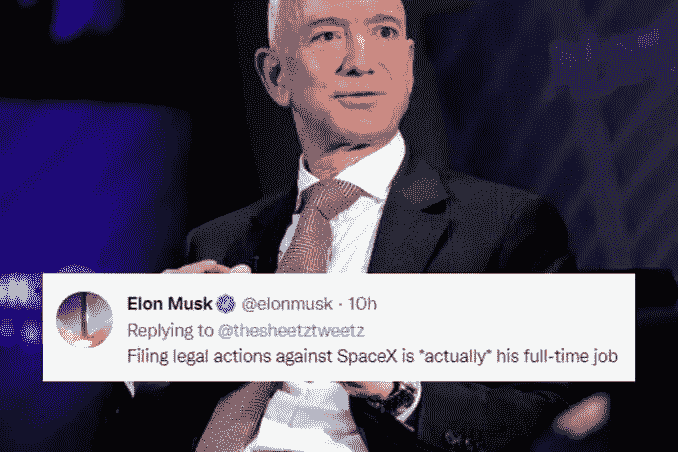 Elon Musk @elonmusk · 10h
Replying to @thesheetztweetz
Filing legal actions against SpaceX is *actually* his full-time job